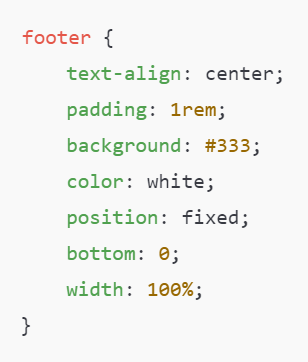 footer {
    text-align: center;
    padding: 1rem;
    background: #333;
    color: white;
    position: fixed;
    bottom: 0;
    width: 100%;
}